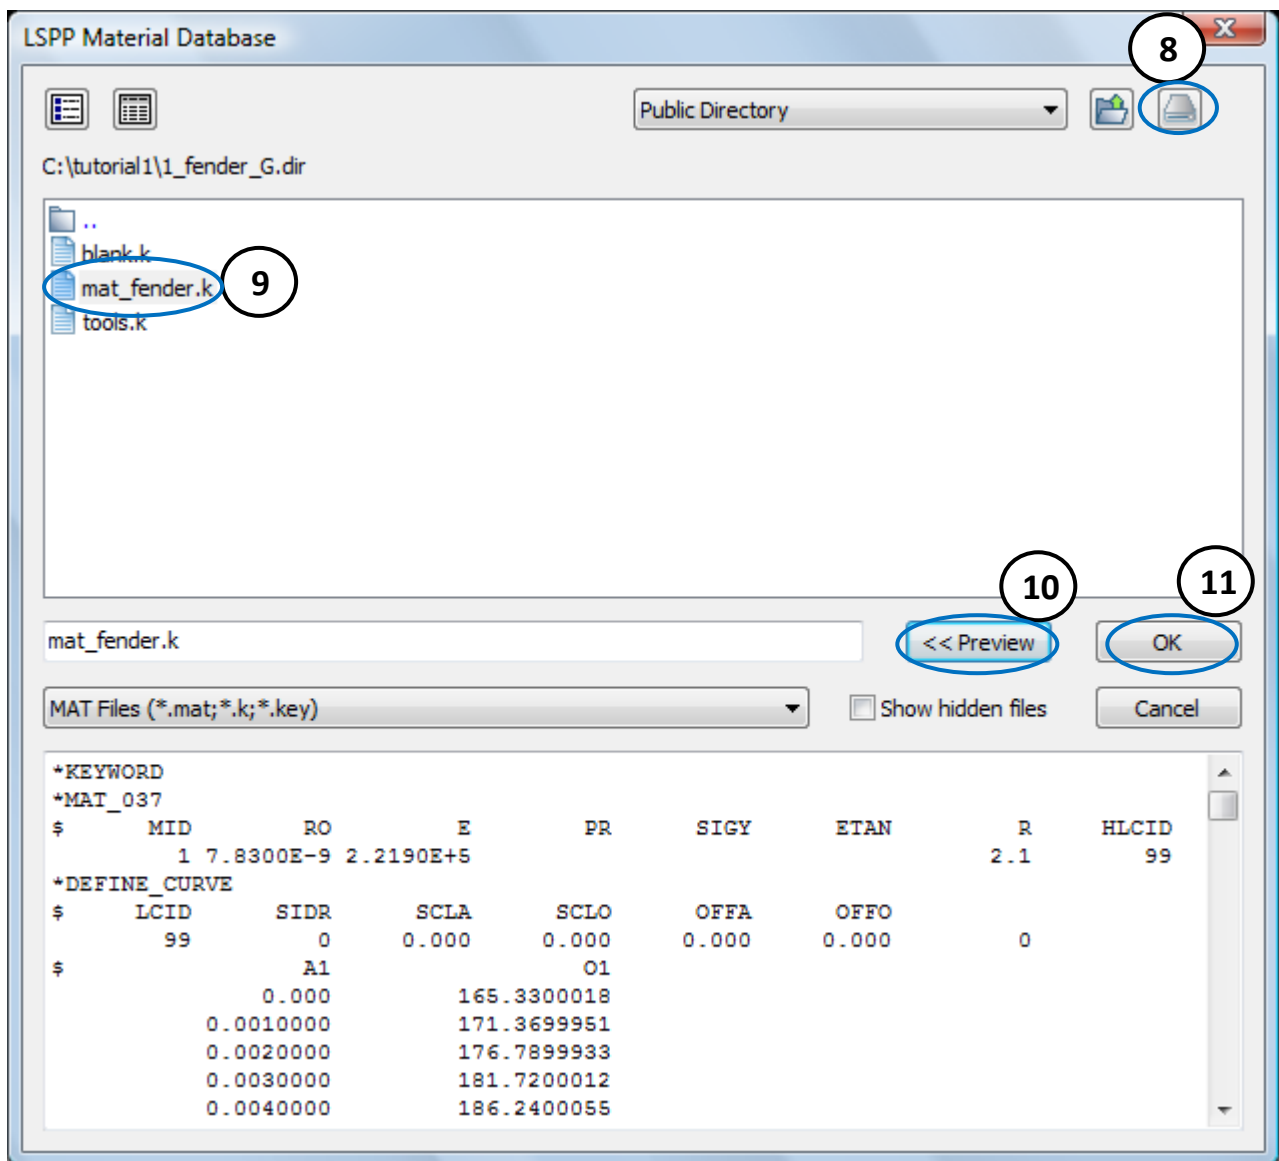 LSPP Material Database
X
8
Public Directory
C:\tutorial1\1_fender_G.dir
..
blank.k
mat_fender.k
9
tools.k
10
11
mat_fender.k
<< Preview
OK
MAT Files (*.mat;*.k;*.key)
Show hidden files
Cancel
*KEYWORD
*MAT_037
$ MID RO E PR SIGY ETAN R HLCID
1 7.8300E-9 2.2190E+5 2.1 99
*DEFINE_CURVE
$ LCID SIDR SCLA SCLO OFFA OFFO
99 0 0.000 0.000 0.000 0.000 0
$ A1 O1
0.000 165.3300018
0.0010000 171.3699951
0.0020000 176.7899933
0.0030000 181.7200012
0.0040000 186.2400055